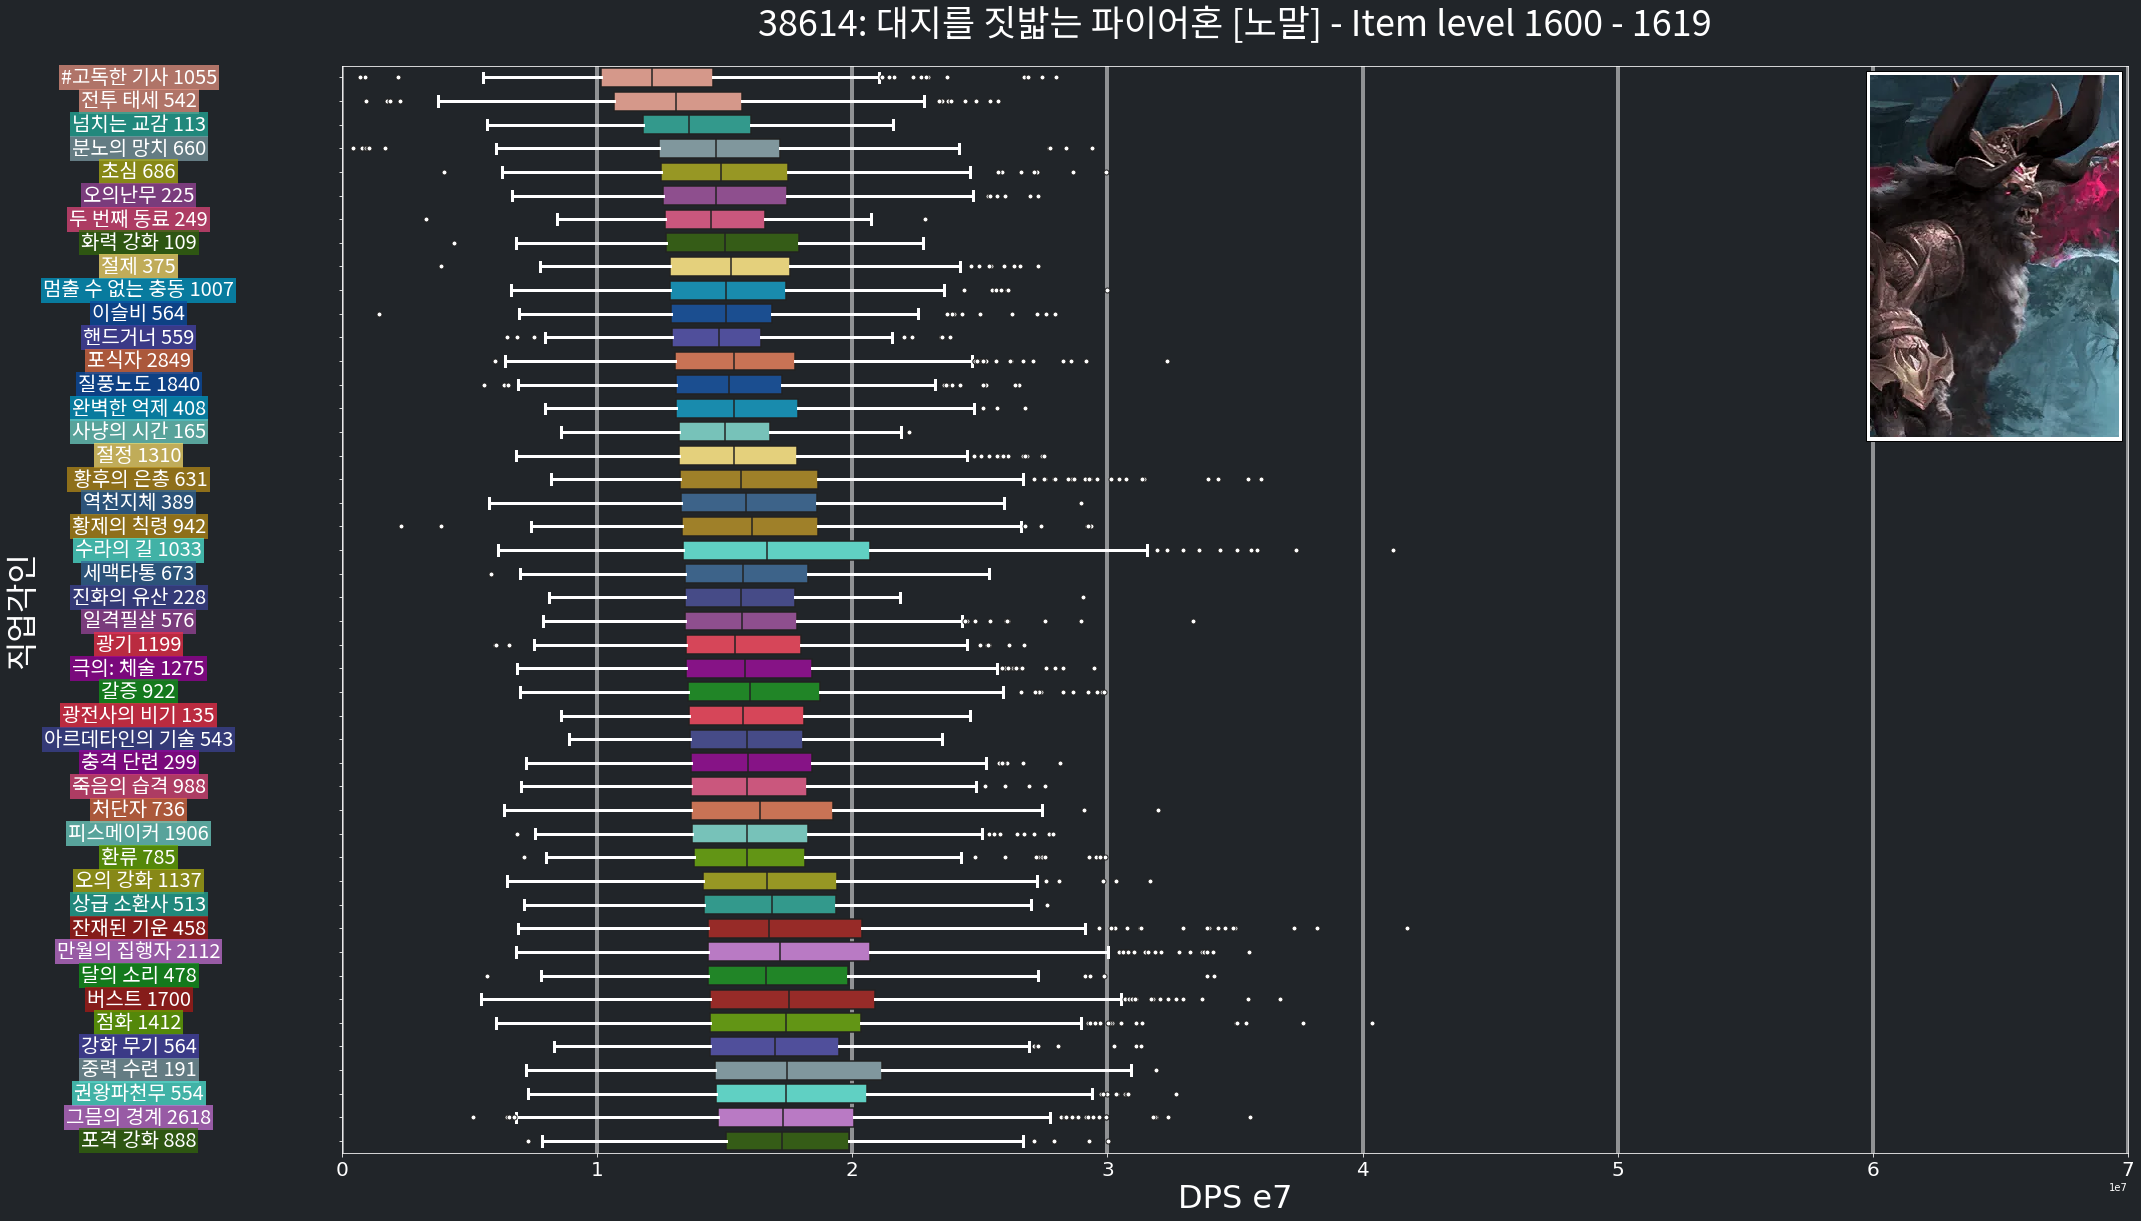 38614: 대지를 짓밟는 파이어혼 [노말] - Item level 1600 - 1619
#고독한 기사 1055
전투 태세 542
넘치는 교감 113
분노의 망치 660
초심 686
오의난무 225
두 번째 동료 249
화력 강화 109
절제 375
멈출 수 없는 충동 1007
이슬비 564
핸드거너 559
포식자 2849
질풍노도 1840
완벽한 억제 408
사냥의 시간 165
절정 1310
황후의 은총 631
역천지체 389
황제의 칙령 942
수라의 길 1033
세맥타통 673
진화의 유산 228
일격필살 576
광기 1199
극의: 체술 1275
갈증 922
광전사의 비기 135
아르데타인의 기술 543
충격 단련 299
죽음의 습격 988
처단자 736
피스메이커 1906
환류 785
오의 강화 1137
상급 소환사 513
잔재된 기운 458
만월의 집행자 2112
달의 소리 478
버스트 1700
점화 1412
강화 무기 564
중력 수련 191
권왕파천무 554
그믐의 경계 2618
포격 강화 888
직업각인
0 1 2 3 4 5 6 7
DPS e7
1e7